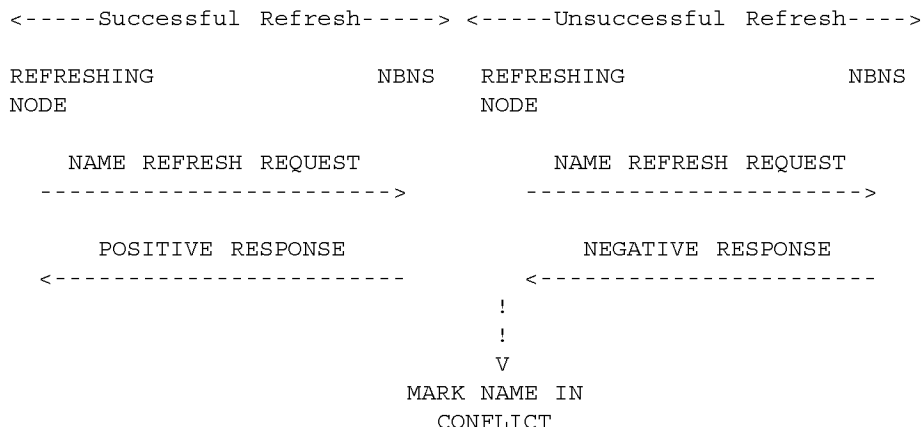 <-----Successful Refresh-----> <-----Unsuccessful Refresh---->
REFRESHING                         NBNS   REFRESHING                       NBNS
NODE                                      NODE
NAME REFRESH REQUEST                 NAME REFRESH REQUEST
------------------------>            ----------------------->
POSITIVE RESPONSE                    NEGATIVE RESPONSE
<------------------------            <-----------------------
!
!
V
MARK NAME IN
CONFLICT